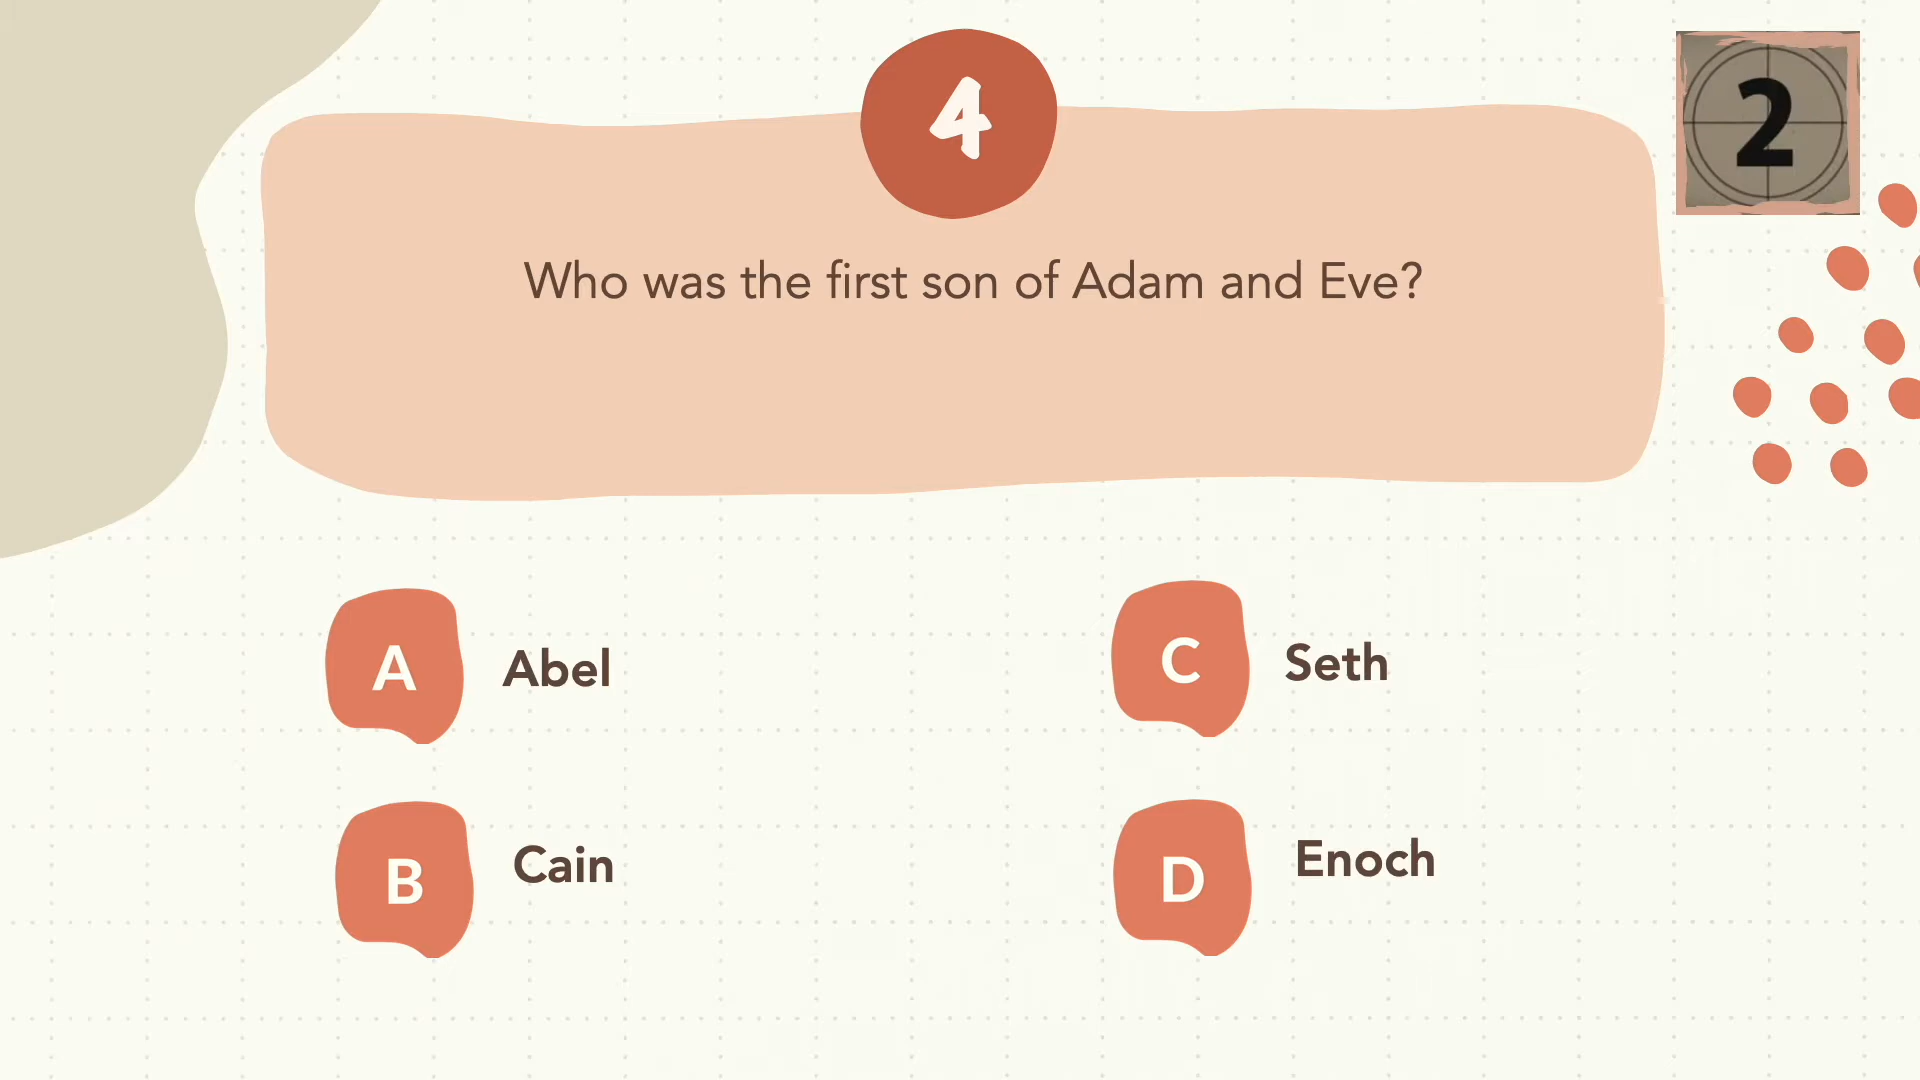 4
2
Who was the first son of Adam and Eve?
A Abel
C Seth
B Cain
D Enoch